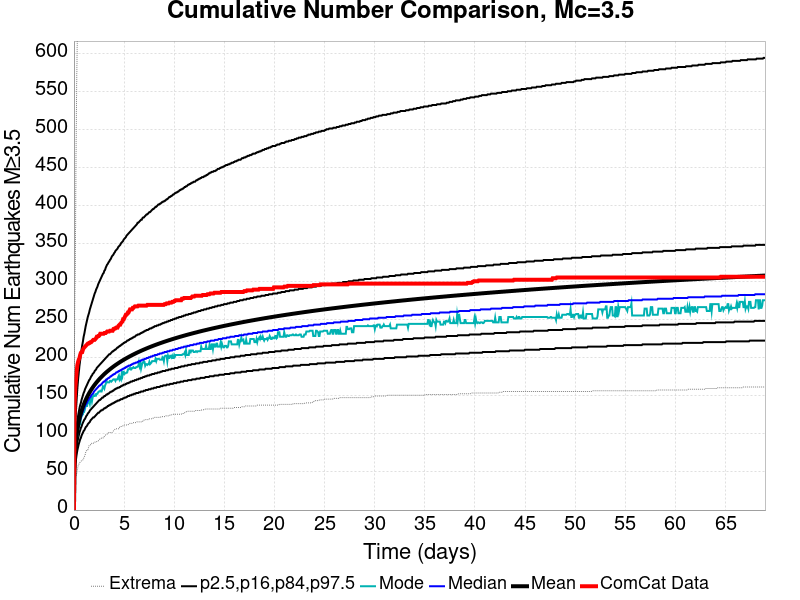 Cumulative Number Comparison, Mc=3.5
Cumulative Num Earthquakes M≥3.5
600
550
500
450
400
350
300
250
200
150
100
50
0
0 5 10 15 20 25 30 35 40 45 50 55 60 65
Time (days)
Extrema p2.5,p16,p84,p97.5 Mode Median Mean ComCat Data